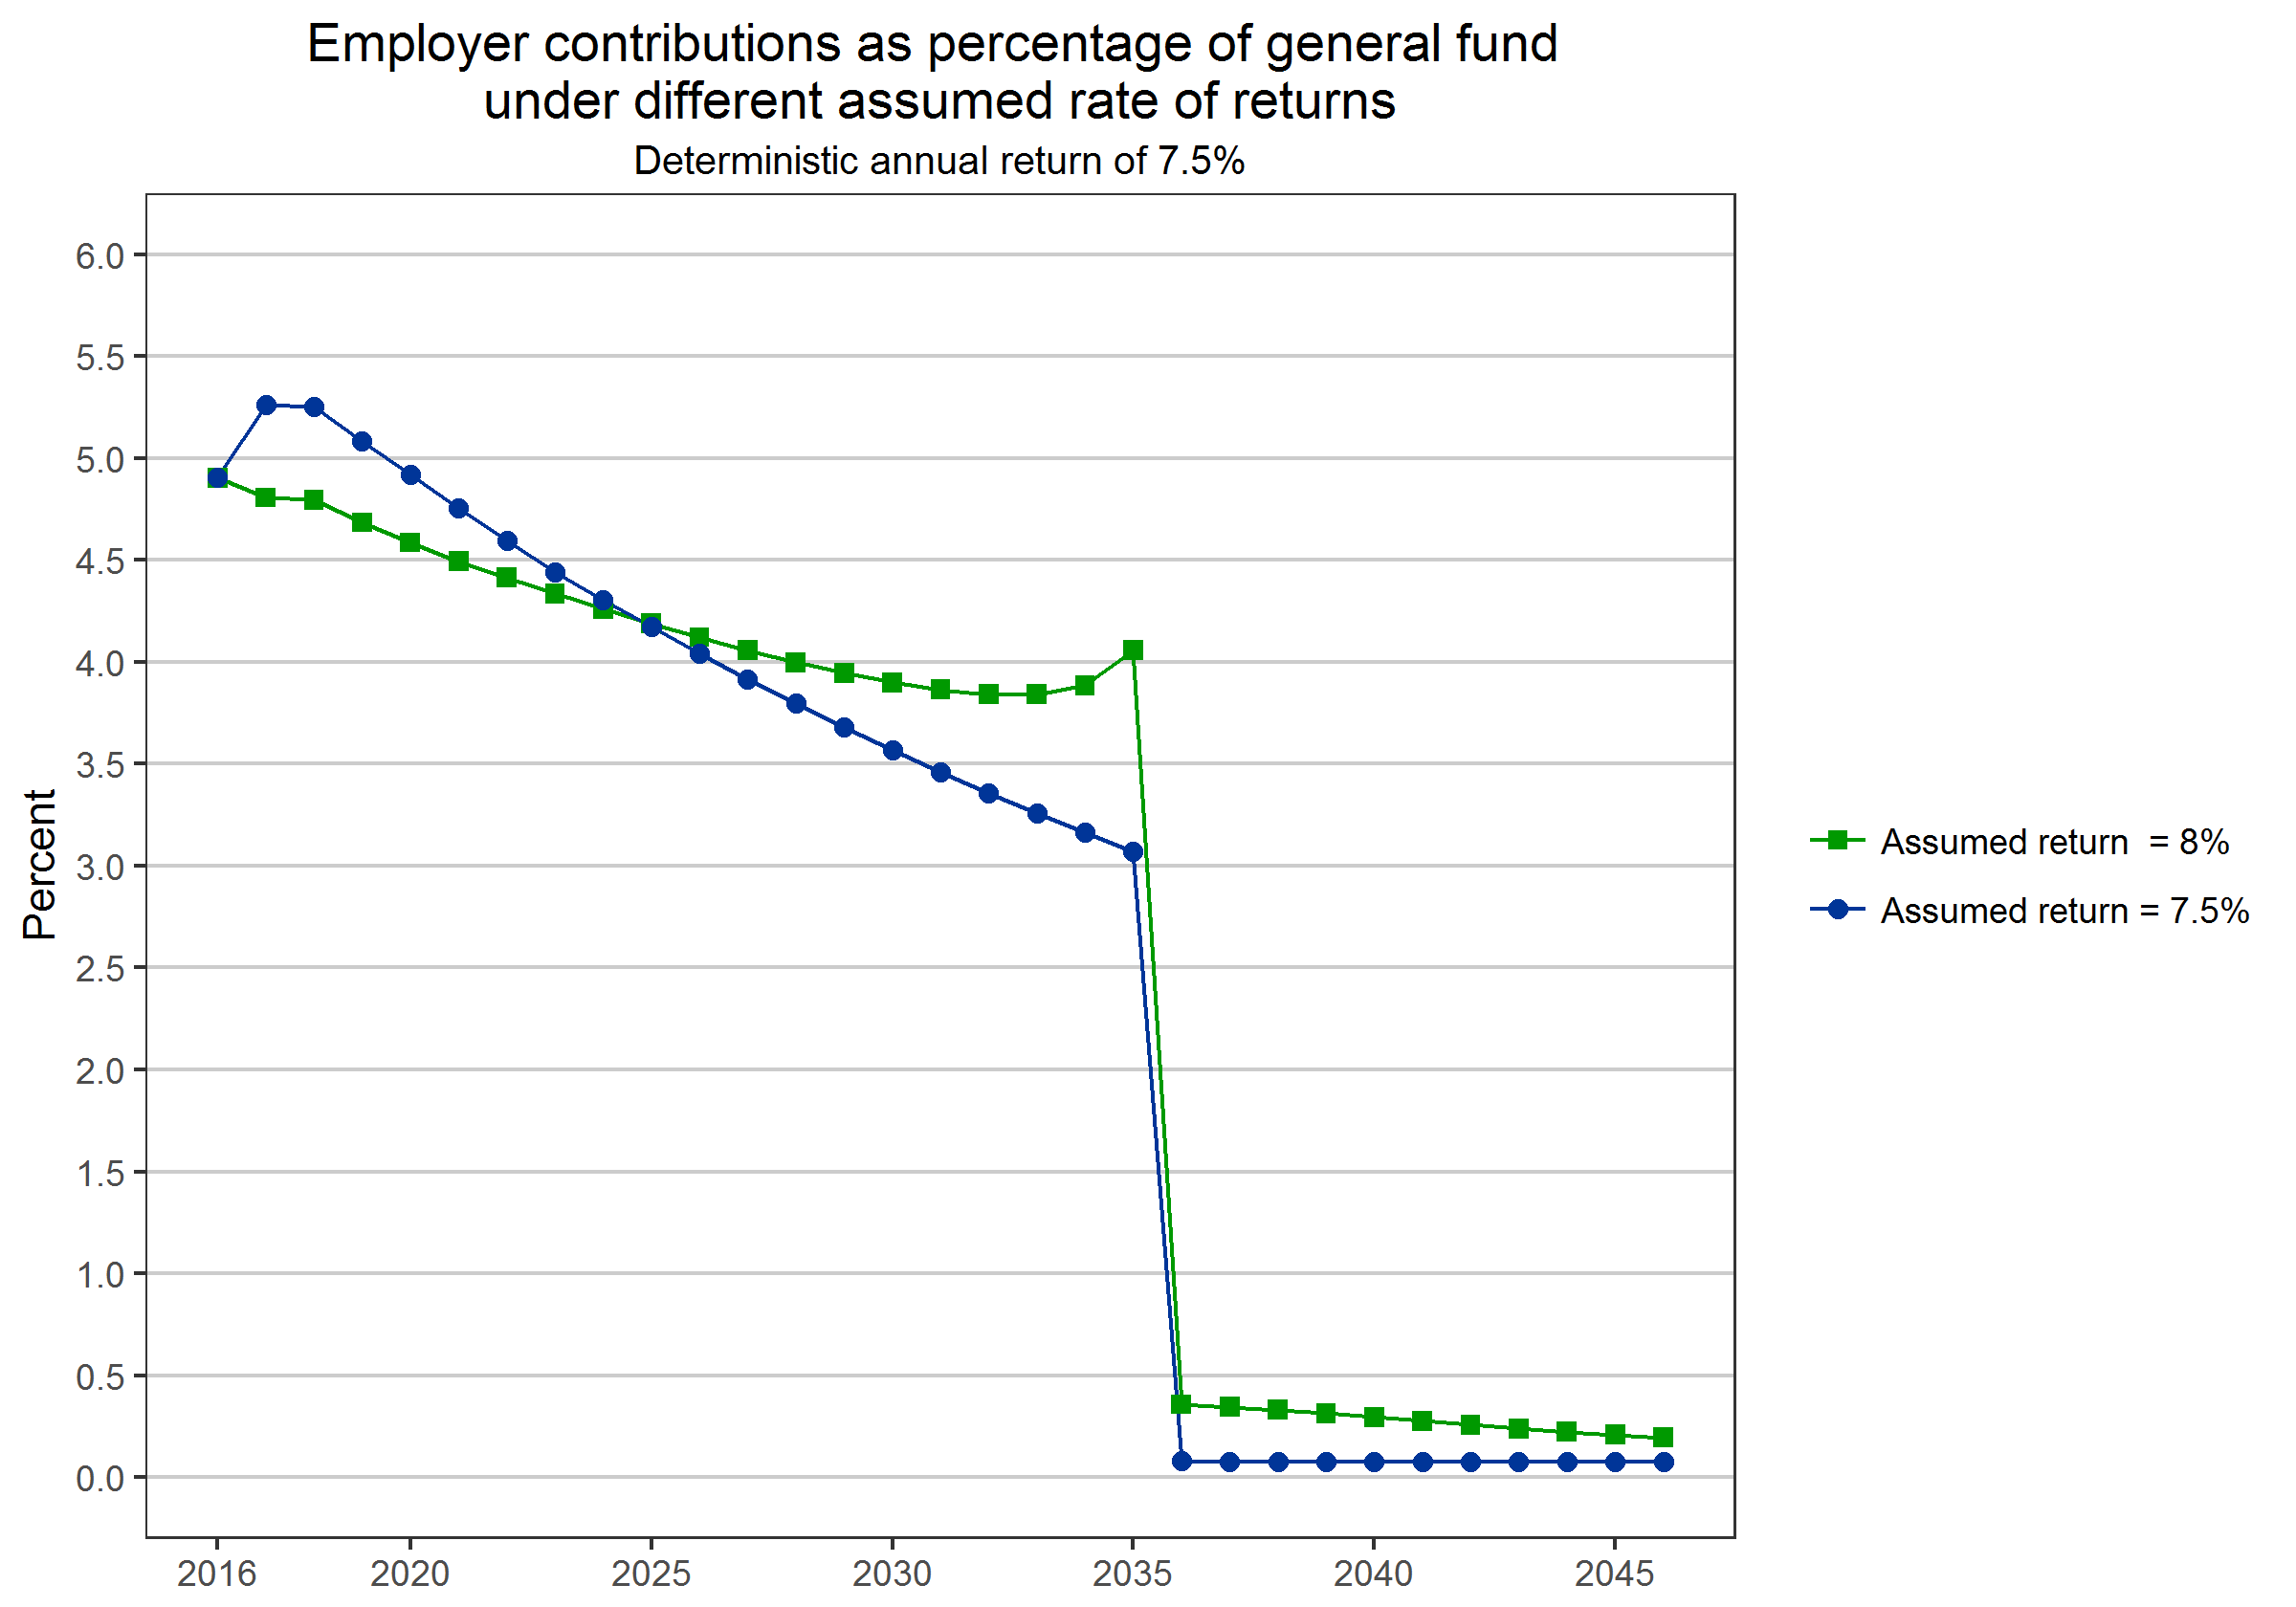 Employer contributions as percentage of general fund
under different assumed rate of returns
Deterministic annual return of 7.5%
Percent
6.0
5.5
5.0
4.5
4.0
3.5
3.0
2.5
2.0
1.5
1.0
0.5
0.0
2016 2020 2025 2030 2035 2040 2045
Assumed return  = 8%
Assumed return = 7.5%